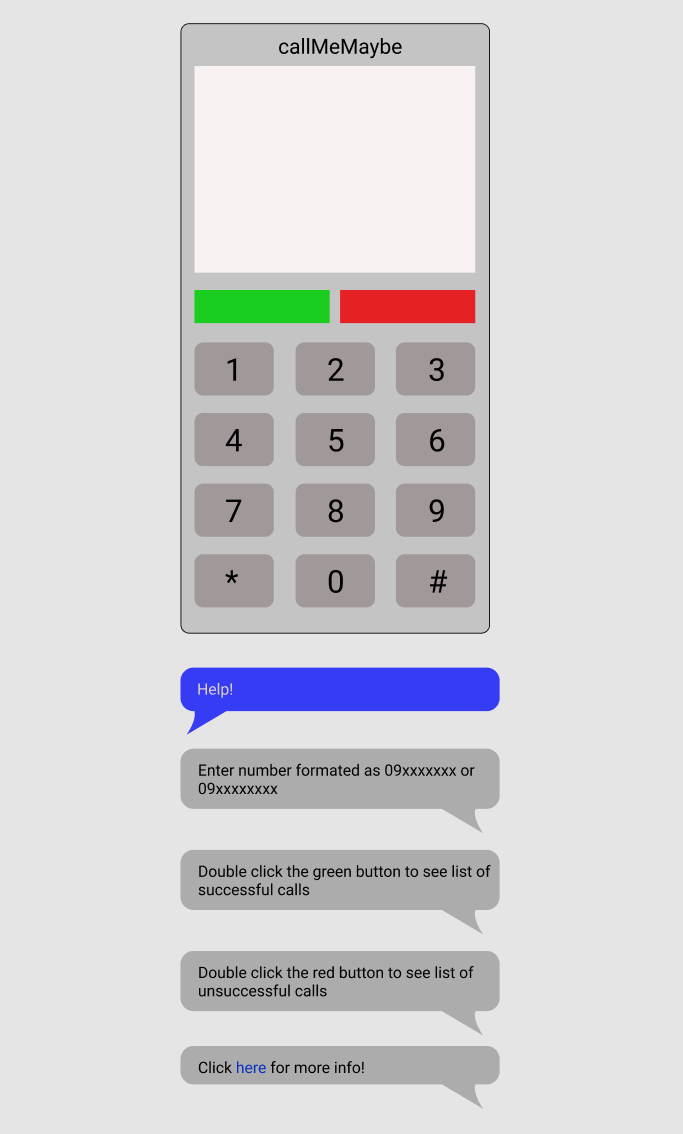 callMeMaybe
1 2 3
4 5 6
7 8 9
* 0 #
Help!
Enter number formated as 09xxxxxxx or
09xxxxxxxx
Double click the green button to see list of
successful calls
Double click the red button to see list of
unsuccessful calls
Click here for more info!